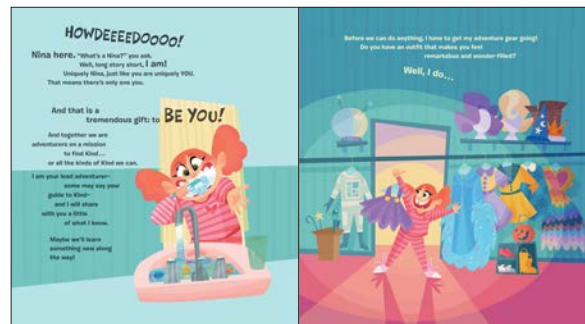 HOWDEEEEDOOOO!
Nina here. "What's a Nina?" you ask.
Well, long story short, I am!
Uniquely Nina, just like you are uniquely YOU.
That means there's only one you.
And that is a
tremendous gift: to BE YOU!
And together we are
adventurers on a mission
to find Kind...
or all the kinds of Kind we can.
I am your lead adventurer–
some may say your
guide to Kind–
and I will share
with you a little
of what I know.
Maybe we'll learn
something new along
the way!
Before we can do anything, I have to get my adventure gear going!
Do you have an outfit that makes you feel
remarkabus and wonder-filled?
Well, I do...